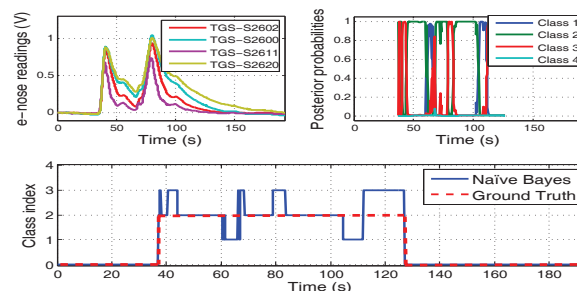 e-nose readings (V)
1
0.5
0
0 50 100 150
Time (s)
TGS-S2602
TGS-S2600
TGS-S2611
TGS-S2620
Posterior probabilities
1
0.8
0.6
0.4
0.2
0
0 50 100 150
Time (s)
Class 1
Class 2
Class 3
Class 4
Class index
4
3
2
1
0
0 20 40 60 80 100 120 140 160 180
Time (s)
Naïve Bayes
Ground Truth